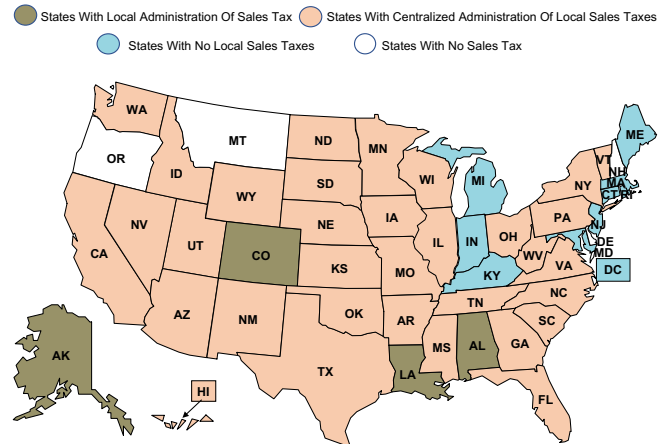 States With Local Administration Of Sales Tax States With Centralized Administration Of Local Sales Taxes
States With No Local Sales Taxes States With No Sales Tax
WA
MT
ND
MN
ME
OR
ID
SD
WI
MI
VT
NH
NY
MA
CT RI
WY
IA
PA
NJ
NV
NE
IL
IN
OH
DE
MD
CA
UT
CO
KS
MO
KY
WV
VA
DC
AZ
NM
OK
AR
TN
NC
SC
AK
HI
TX
LA
MS
AL
GA
FL